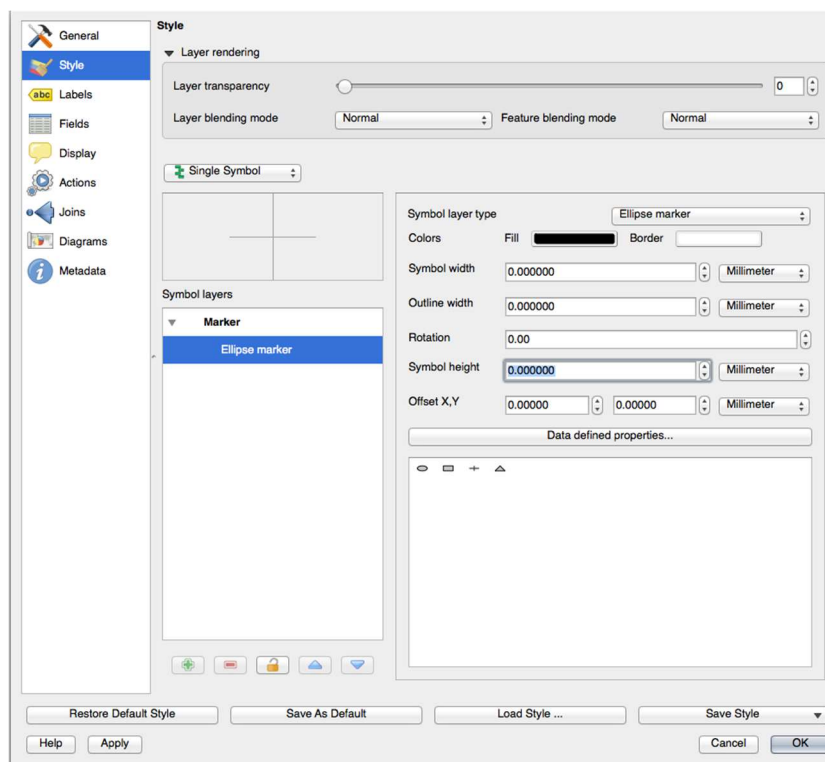 General
Style
abc Labels
Fields
Display
Actions
Joins
Diagrams
Metadata
Style
Layer rendering
Layer transparency 0
Layer blending mode Normal Feature blending mode Normal
Single Symbol
Symbol layers
Marker
Ellipse marker
Symbol layer type Ellipse marker
Colors Fill Border
Symbol width 0.000000 Millimeter
Outline width 0.000000 Millimeter
Rotation 0.00
Symbol height 0.000000 Millimeter
Offset X,Y 0.00000 0.00000 Millimeter
Data defined properties...
Restore Default Style Save As Default Load Style ... Save Style
Help Apply Cancel OK